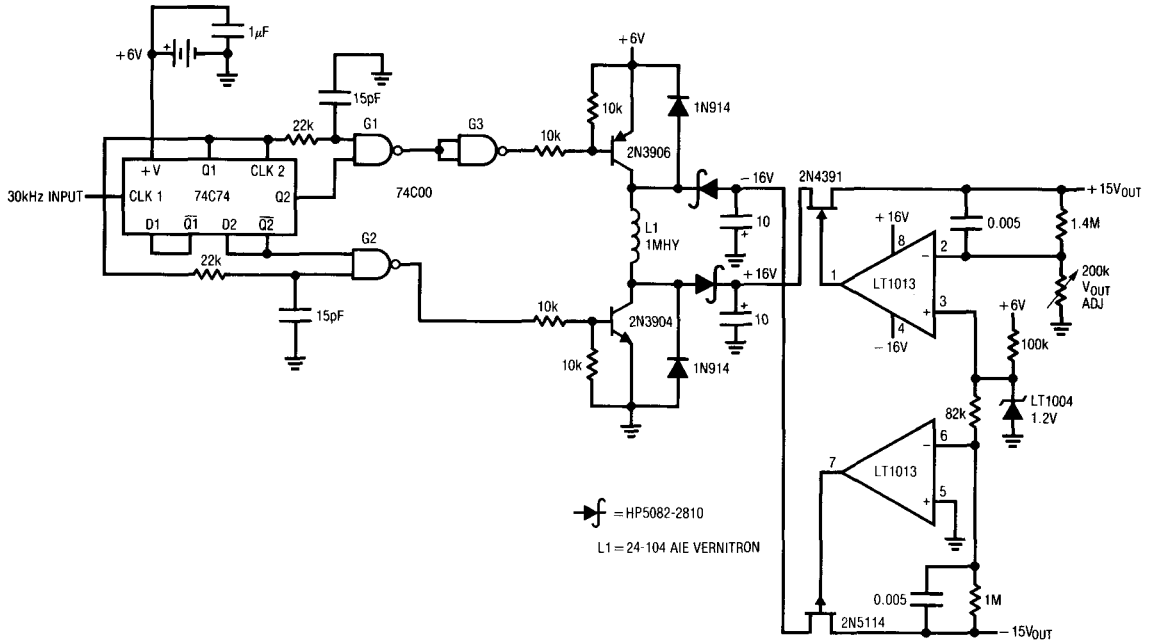 1µF
+6V
+
+6V
15pF
10k
1N914
22k
G1
G3
10k
2N3906
+V
Q1
CLK 2
30kHz INPUT
CLK 1
74C74
Q2
74C00
-16V
2N4391
+15VOUT
D1
Q1
D2
Q2
10
+
L1
1MHY
+16V
8
0.005
1.4M
G2
2
-
22k
+16V
1
LT1013
200k
VOUT
ADJ
+
10
3
+
15pF
10k
2N3904
4
-16V
+6V
100k
10k
1N914
82k
LT1004
1.2V
6
-
7
LT1013
5
+
=HP5082-2810
L1=24-104 AIE VERNITRON
0.005
1M
2N5114
-15VOUT